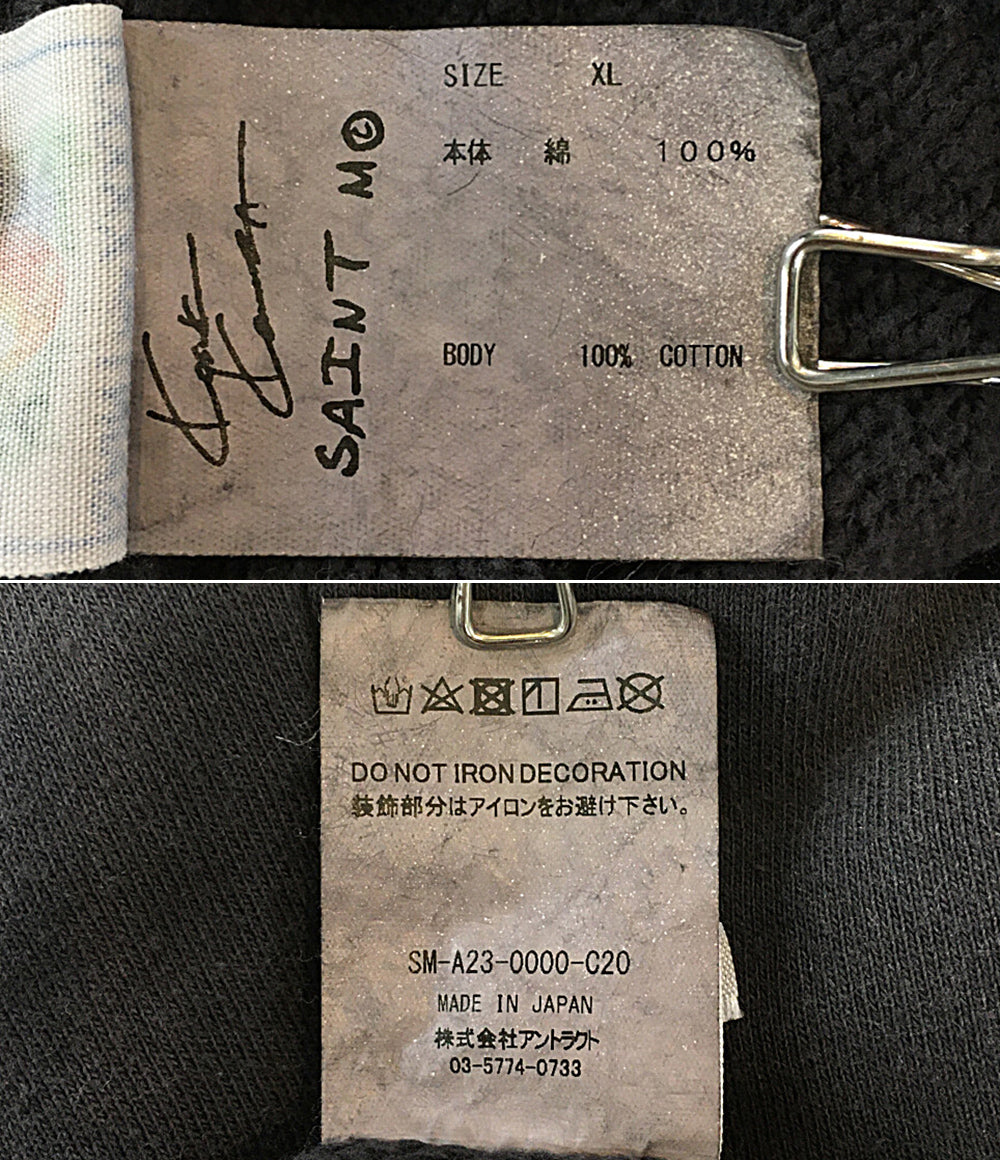 SAINT M
SIZE XL
本体 綿 100%
BODY 100% COTTON
DO NOT IRON DECORATION
装飾部分はアイロンをお避け下さい。
SM-A23-0000-C20
MADE IN JAPAN
株式会社アントラクト
03-5774-0733